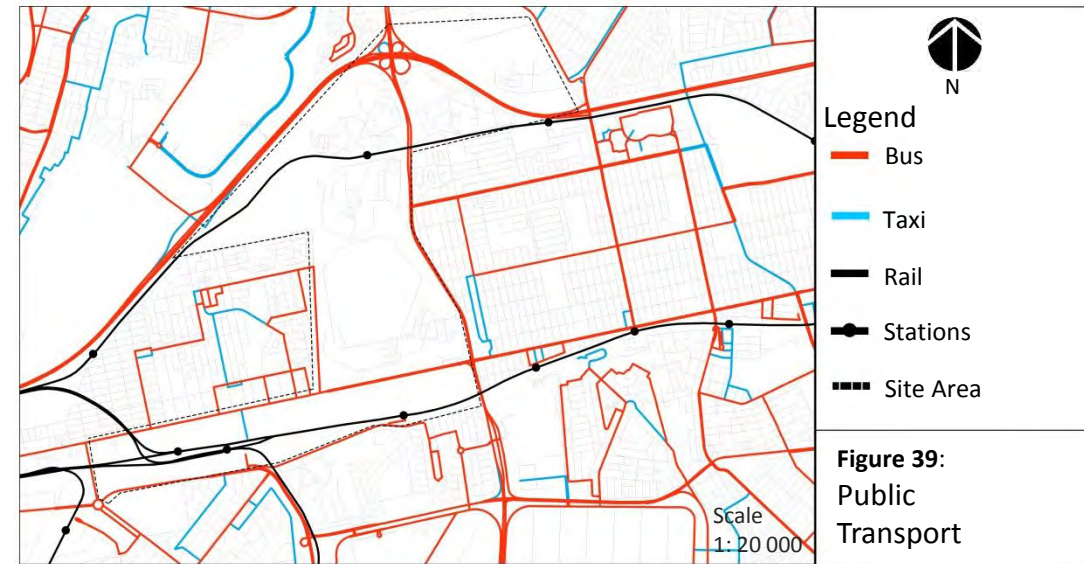 N
Legend
Bus
Taxi
Rail
Stations
Site Area
Figure 39:
Public
Transport
Scale
1: 20 000